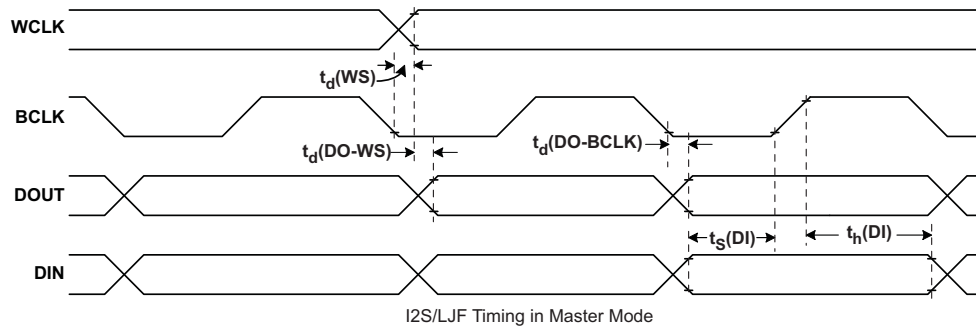 WCLK
td(WS)
BCLK
td(DO-WS)
td(DO-BCLK)
DOUT
tS(DI)
th(DI)
DIN
I2S/LJF Timing in Master Mode